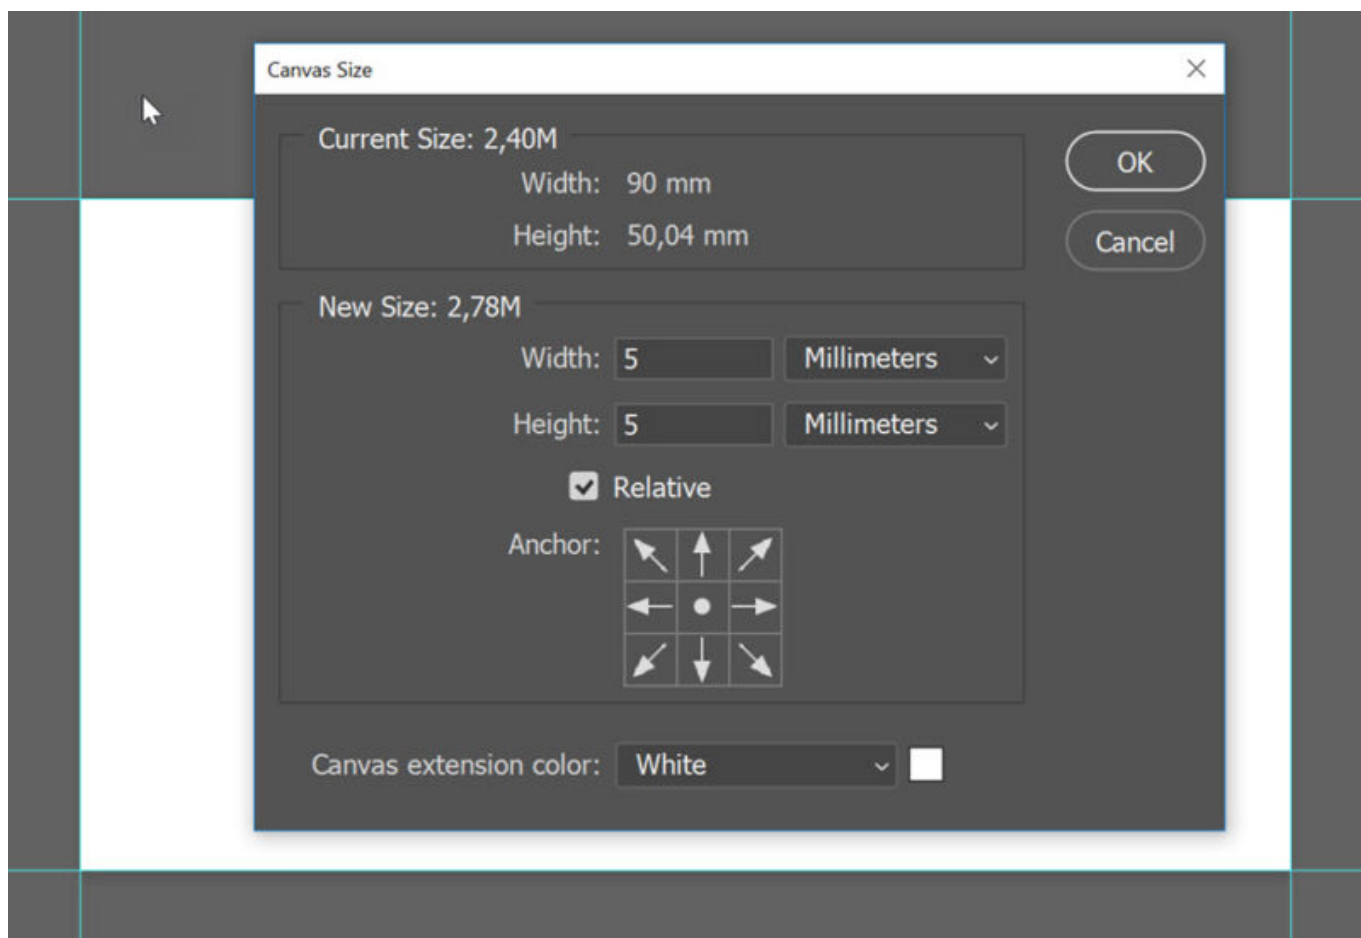 Canvas Size
Current Size: 2,40M
Width: 90 mm
Height: 50,04 mm
OK
Cancel
New Size: 2,78M
Width: 5 Millimeters
Height: 5 Millimeters
Relative
Anchor:
Canvas extension color: White